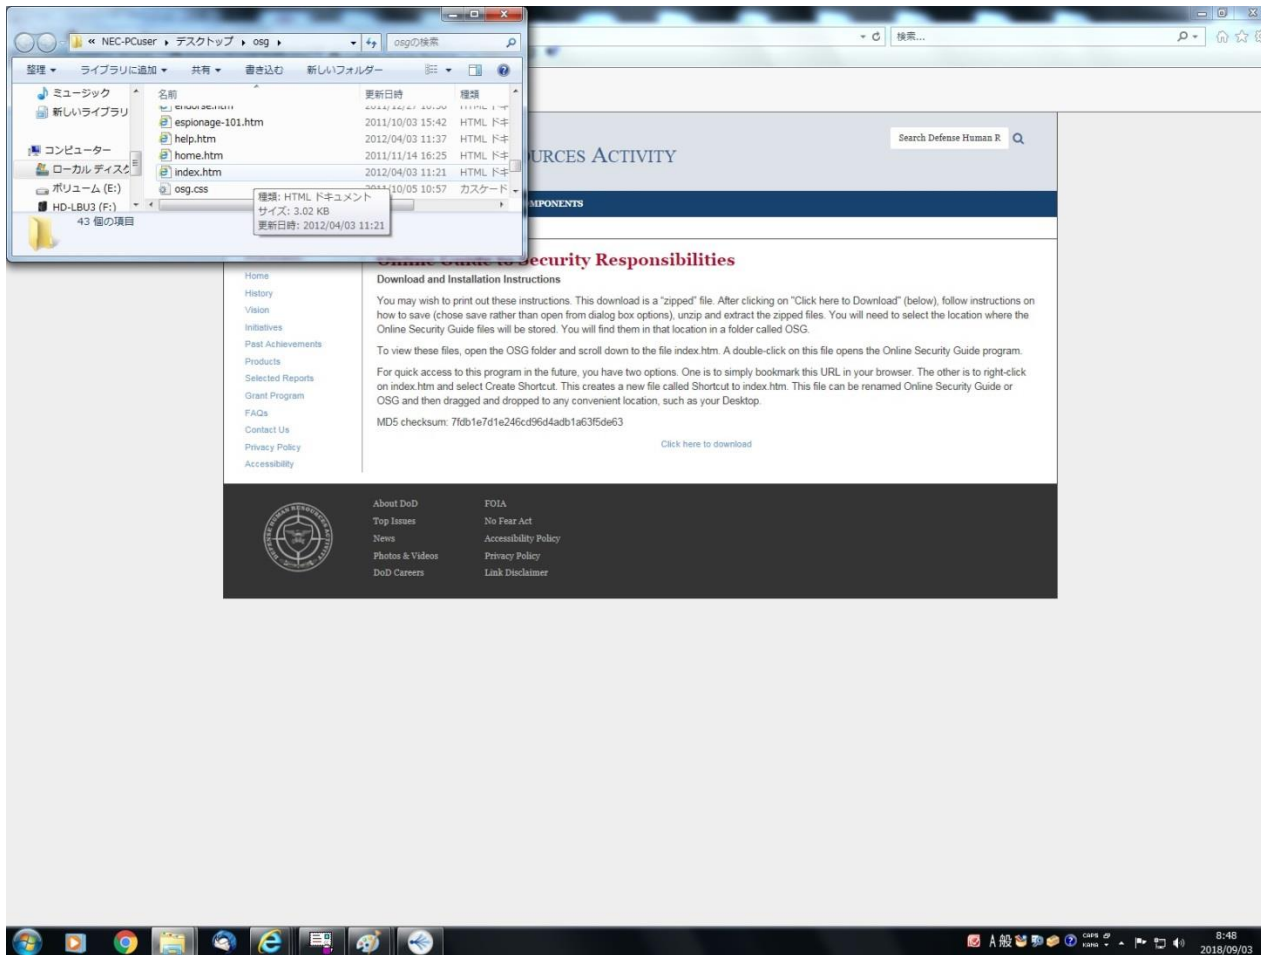 « NEC-PCuser ▸ デスクトップ ▸ osg ▸
osgの検索
検索...
整理 ▼ ライブラリに追加 ▼ 共有 ▼ 書き込む 新しいフォルダー
ミュージック
新しいライブラリ
コンピューター
ローカル ディスク
ボリューム (E:)
HD-LBU3 (F:)
名前 更新日時 種類
endorse.htm 2011/12/27 10:50 HTML ドキ
espionage-101.htm 2011/10/03 15:42 HTML ドキ
help.htm 2012/04/03 11:37 HTML ドキ
home.htm 2011/11/14 16:25 HTML ドキ
index.htm 2012/04/03 11:21 HTML ドキ
osg.css 2011/10/05 10:57 カスケード
種類: HTML ドキュメント
サイズ: 3.02 KB
更新日時: 2012/04/03 11:21
43 個の項目
URCES ACTIVITY
Search Defense Human R
MPONENTS
Online Guide to Security Responsibilities
Home
History
Vision
Initiatives
Past Achievements
Products
Selected Reports
Grant Program
FAQs
Contact Us
Privacy Policy
Accessibility
Download and Installation Instructions
You may wish to print out these instructions. This download is a "zipped" file. After clicking on "Click here to Download" (below), follow instructions on
how to save (chose save rather than open from dialog box options), unzip and extract the zipped files. You will need to select the location where the
Online Security Guide files will be stored. You will find them in that location in a folder called OSG.
To view these files, open the OSG folder and scroll down to the file index.htm. A double-click on this file opens the Online Security Guide program.
For quick access to this program in the future, you have two options. One is to simply bookmark this URL in your browser. The other is to right-click
on index.htm and select Create Shortcut. This creates a new file called Shortcut to index.htm. This file can be renamed Online Security Guide or
OSG and then dragged and dropped to any convenient location, such as your Desktop.
MD5 checksum: 7fdb1e7d1e246cd96d4adb1a63f5de63
Click here to download
About DoD
Top Issues
News
Photos & Videos
DoD Careers
FOIA
No Fear Act
Accessibility Policy
Privacy Policy
Link Disclaimer
A 般
CAPS
KANA
8:48
2018/09/03